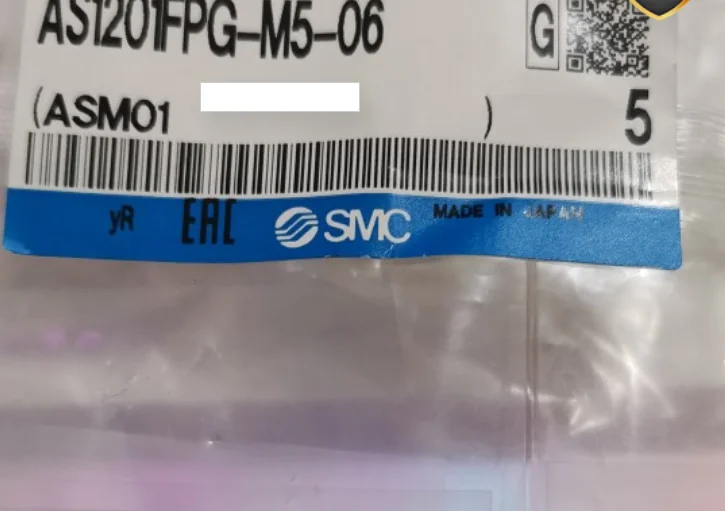 AS1201FPG-M5-06 G
(ASM01 ) 5
yR EAC SMC MADE IN JAPAN